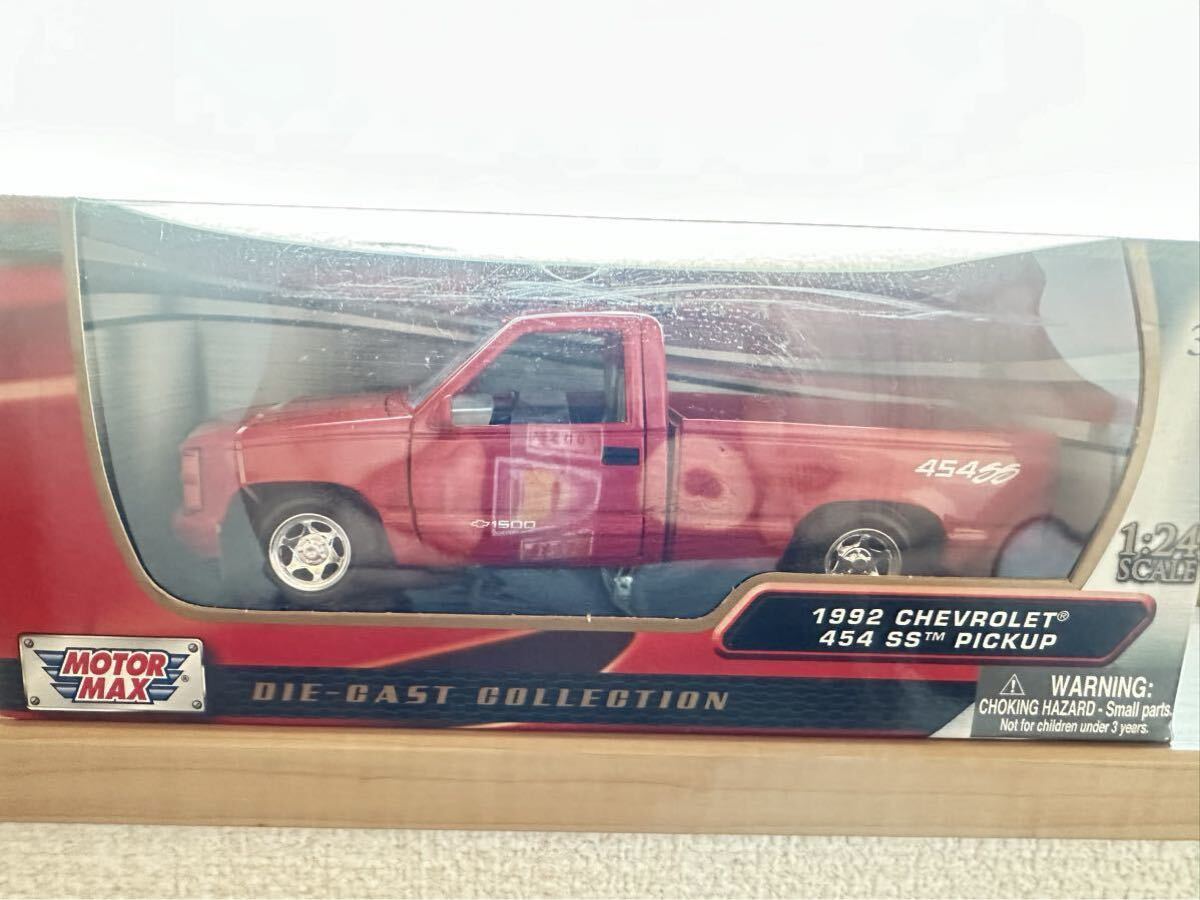 454SS
1500
1:24
SCALE
1992 CHEVROLET®
454 SS™ PICKUP
MOTOR
MAX®
DIE-CAST COLLECTION
⚠ WARNING:
CHOKING HAZARD - Small parts.
Not for children under 3 years.